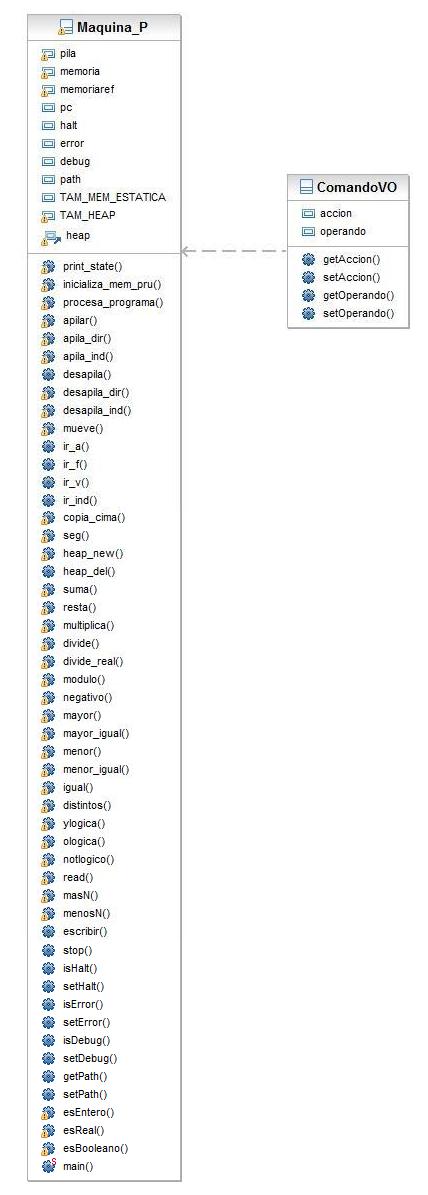 Maquina_P
pila
memoria
memoriaref
pc
halt
error
debug
path
TAM_MEM_ESTATICA
TAM_HEAP
heap
print_state()
inicializa_mem_pru()
procesa_programa()
apilar()
apila_dir()
apila_ind()
desapila()
desapila_dir()
desapila_ind()
mueve()
ir_a()
ir_f()
ir_v()
ir_ind()
copia_cima()
seg()
heap_new()
heap_del()
suma()
resta()
multiplica()
divide()
divide_real()
modulo()
negativo()
mayor()
mayor_igual()
menor()
menor_igual()
igual()
distintos()
ylogica()
ologica()
notlogico()
read()
masN()
menosN()
escribir()
stop()
isHalt()
setHalt()
isError()
setError()
isDebug()
setDebug()
getPath()
setPath()
esEntero()
esReal()
esBooleano()
main()
ComandoVO
accion
operando
getAccion()
setAccion()
getOperando()
setOperando()